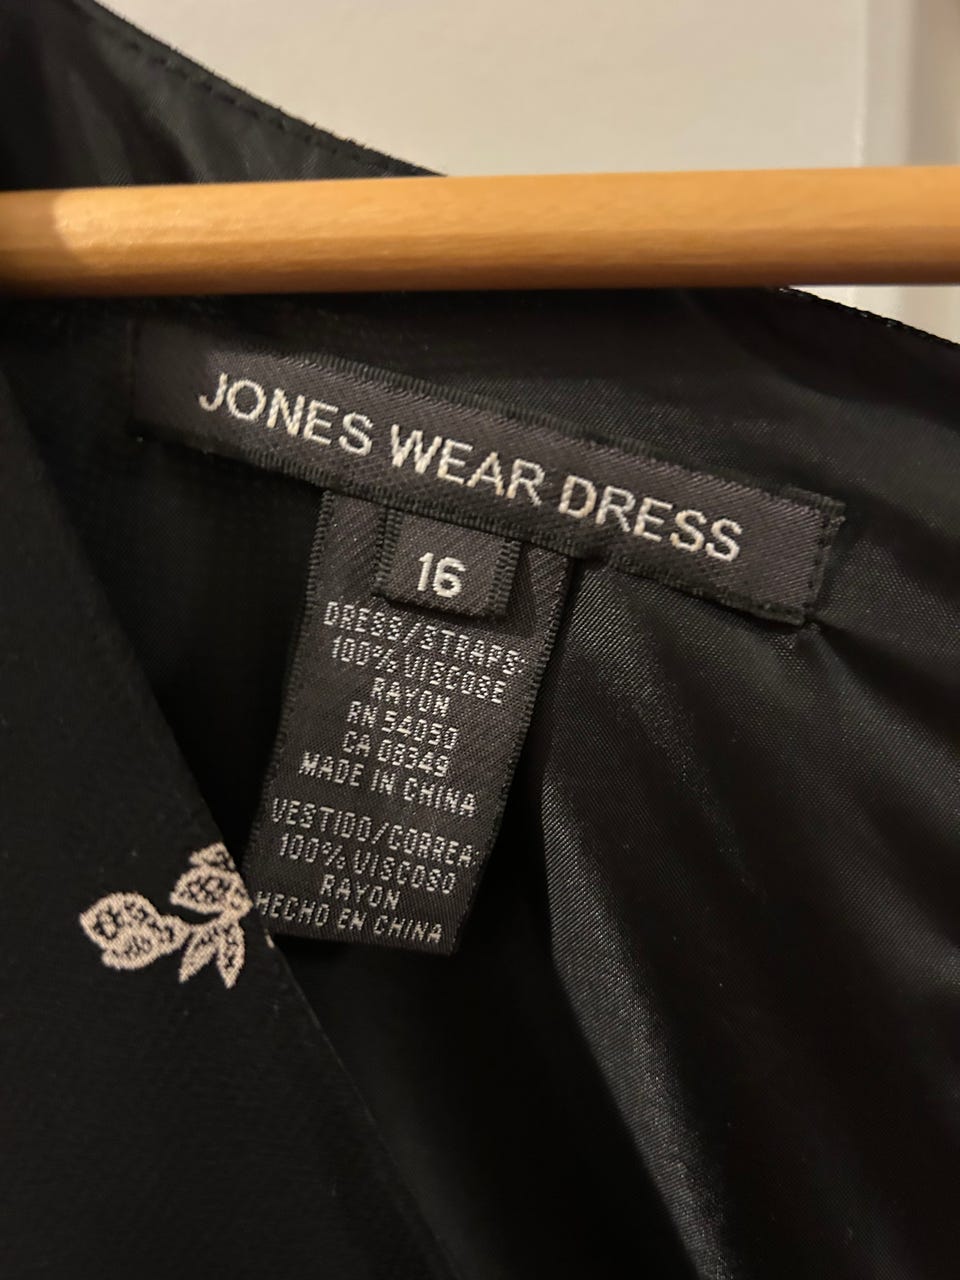 JONES WEAR DRESS
16
DRESS/STRAPS:
100% VISCOSE
RAYON
RN 54050
CA 08349
MADE IN CHINA
VESTIDO/CORREA:
100% VISCOSO
RAYON
HECHO EN CHINA